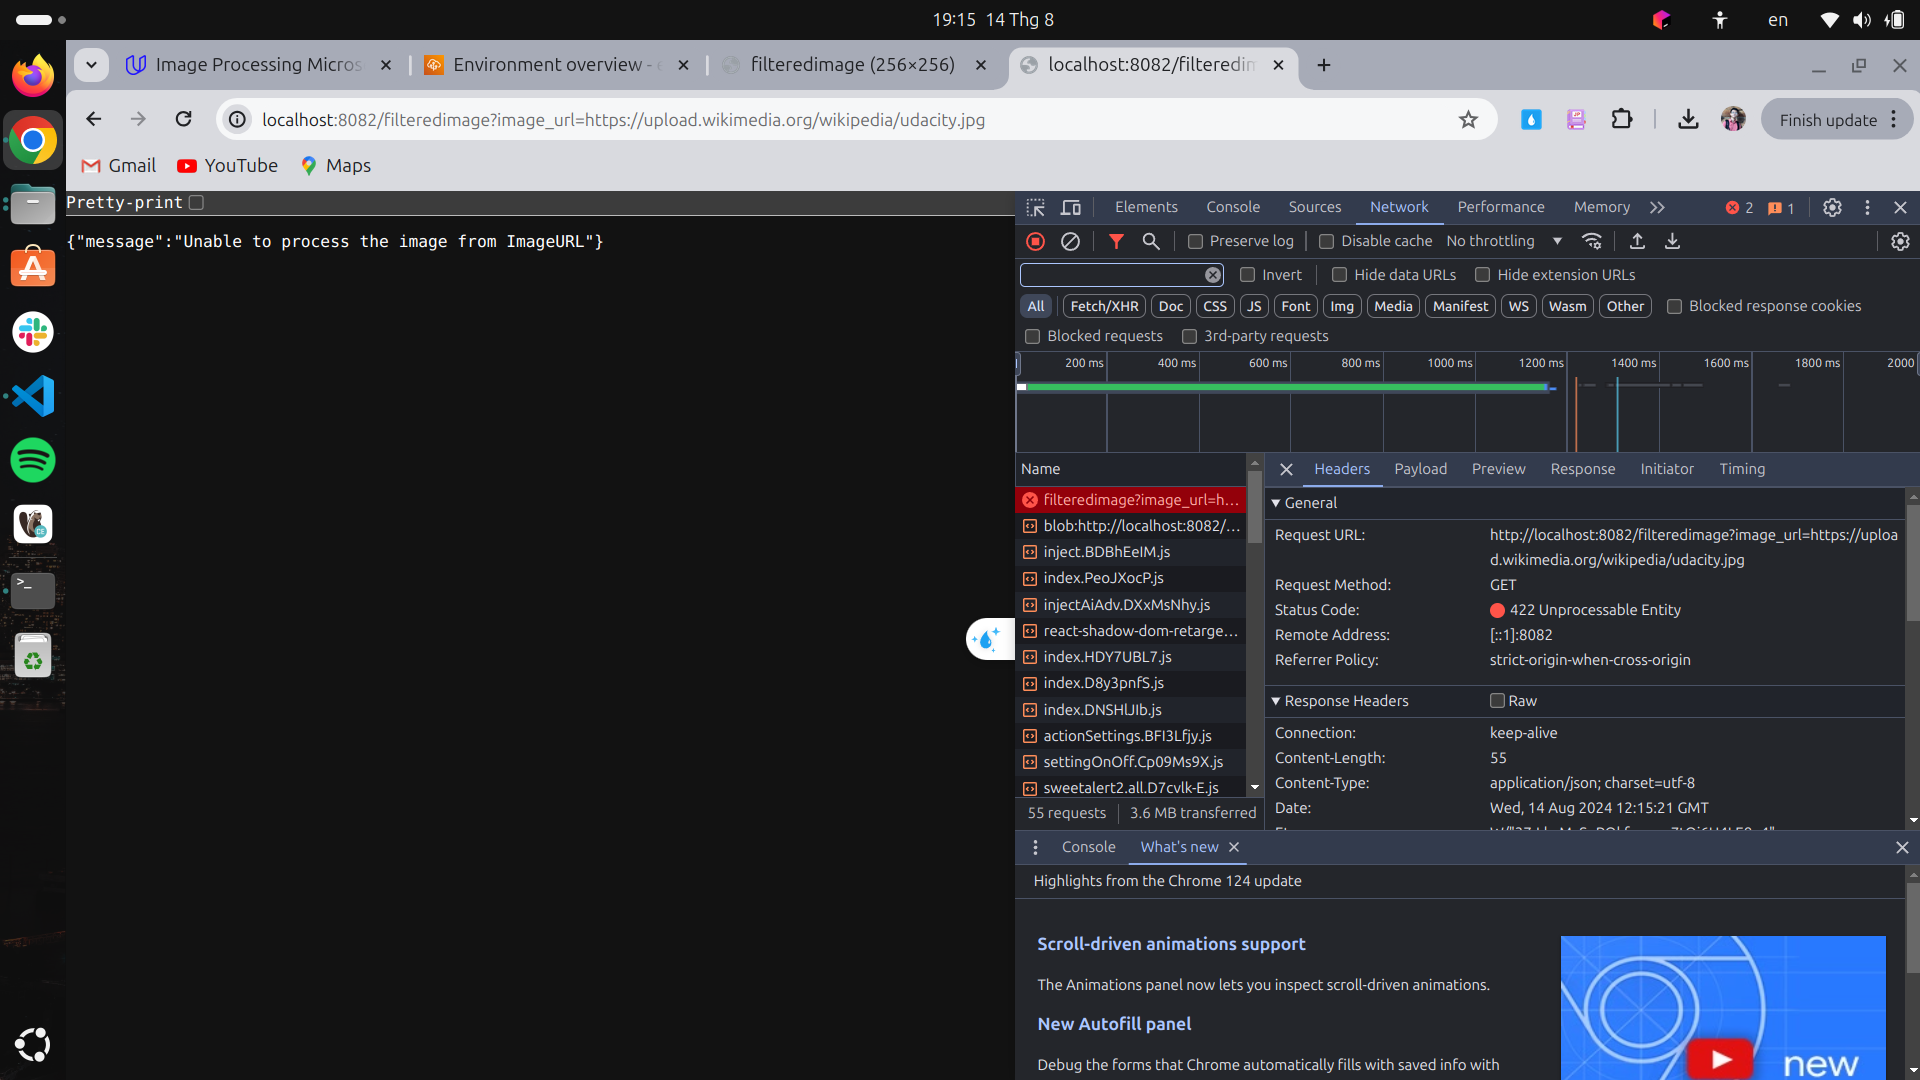 19:15 14 Thg 8
en
Image Processing Micros
Environment overview - e
filteredimage (256×256)
localhost:8082/filteredim
localhost:8082/filteredimage?image_url=https://upload.wikimedia.org/wikipedia/udacity.jpg
Finish update
Gmail
YouTube
Maps
Pretty-print
{"message":"Unable to process the image from ImageURL"}
Elements Console Sources Network Performance Memory
2
1
Preserve log Disable cache No throttling
Invert Hide data URLs Hide extension URLs
All Fetch/XHR Doc CSS JS Font Img Media Manifest WS Wasm Other Blocked response cookies
Blocked requests 3rd-party requests
200 ms 400 ms 600 ms 800 ms 1000 ms 1200 ms 1400 ms 1600 ms 1800 ms 2000
Name
filteredimage?image_url=h...
blob:http://localhost:8082/...
inject.BDBhEeIM.js
index.PeoJXocP.js
injectAiAdv.DXxMsNhy.js
react-shadow-dom-retarge...
index.HDY7UBL7.js
index.D8y3pnfS.js
index.DNSHlJIb.js
actionSettings.BFI3Lfjy.js
settingOnOff.Cp09Ms9X.js
sweetalert2.all.D7cvlk-E.js
55 requests 3.6 MB transferred
Headers Payload Preview Response Initiator Timing
General
Request URL: http://localhost:8082/filteredimage?image_url=https://uploa
d.wikimedia.org/wikipedia/udacity.jpg
Request Method: GET
Status Code: 422 Unprocessable Entity
Remote Address: [::1]:8082
Referrer Policy: strict-origin-when-cross-origin
Response Headers Raw
Connection: keep-alive
Content-Length: 55
Content-Type: application/json; charset=utf-8
Date: Wed, 14 Aug 2024 12:15:21 GMT
Console What's new
Highlights from the Chrome 124 update
Scroll-driven animations support
The Animations panel now lets you inspect scroll-driven animations.
New Autofill panel
Debug the forms that Chrome automatically fills with saved info with
new